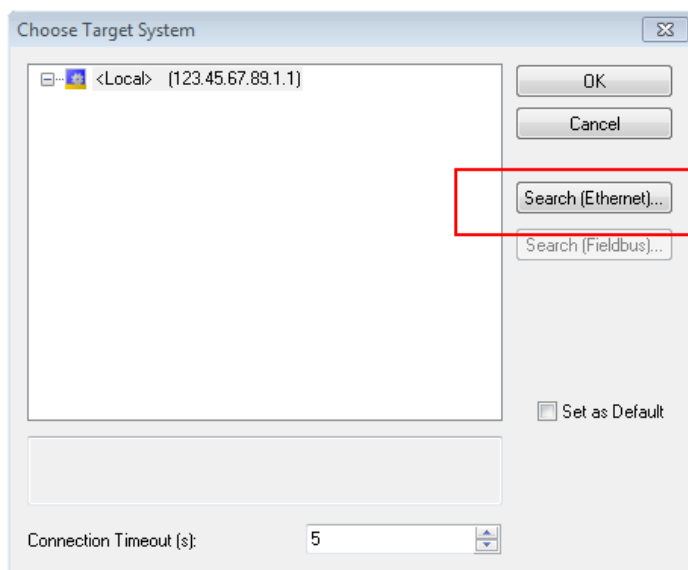 Choose Target System
<Local> (123.45.67.89.1.1)
OK
Cancel
Search (Ethernet)...
Search (Fieldbus)...
Set as Default
Connection Timeout (s):
5